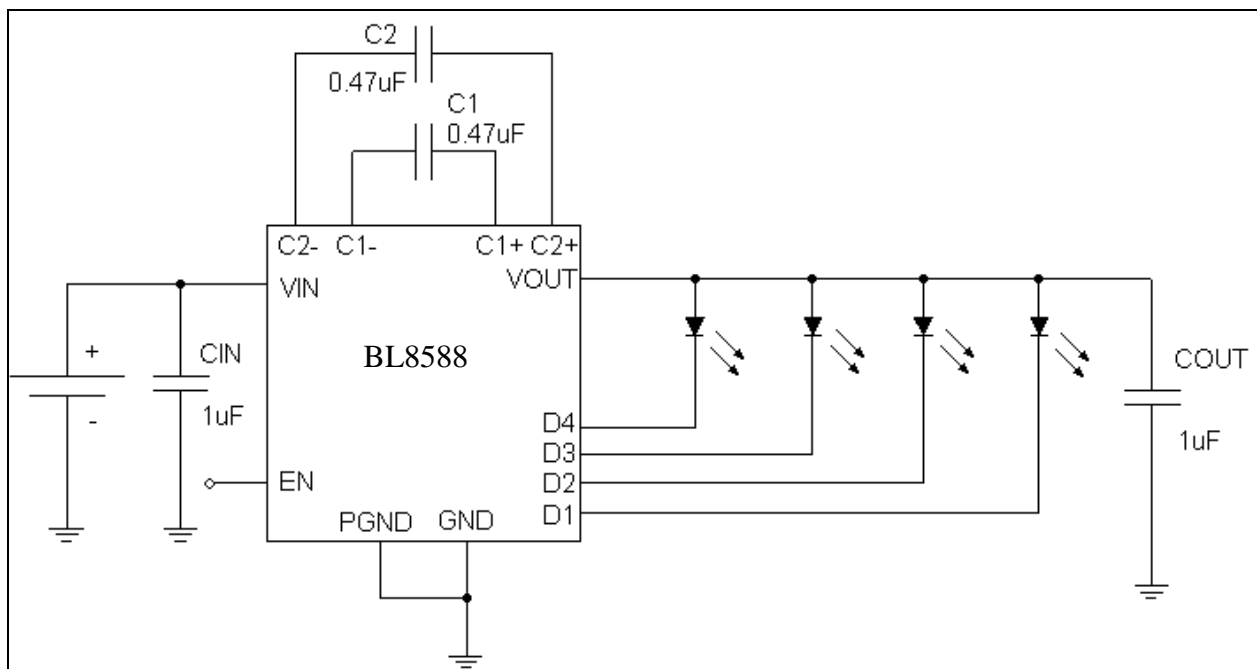 C2
0.47uF
C1
0.47uF
C2- C1- C1+ C2+
VIN VOUT
BL8588
+
CIN
COUT
-
1uF
1uF
D4
D3
EN
D2
D1
PGND GND